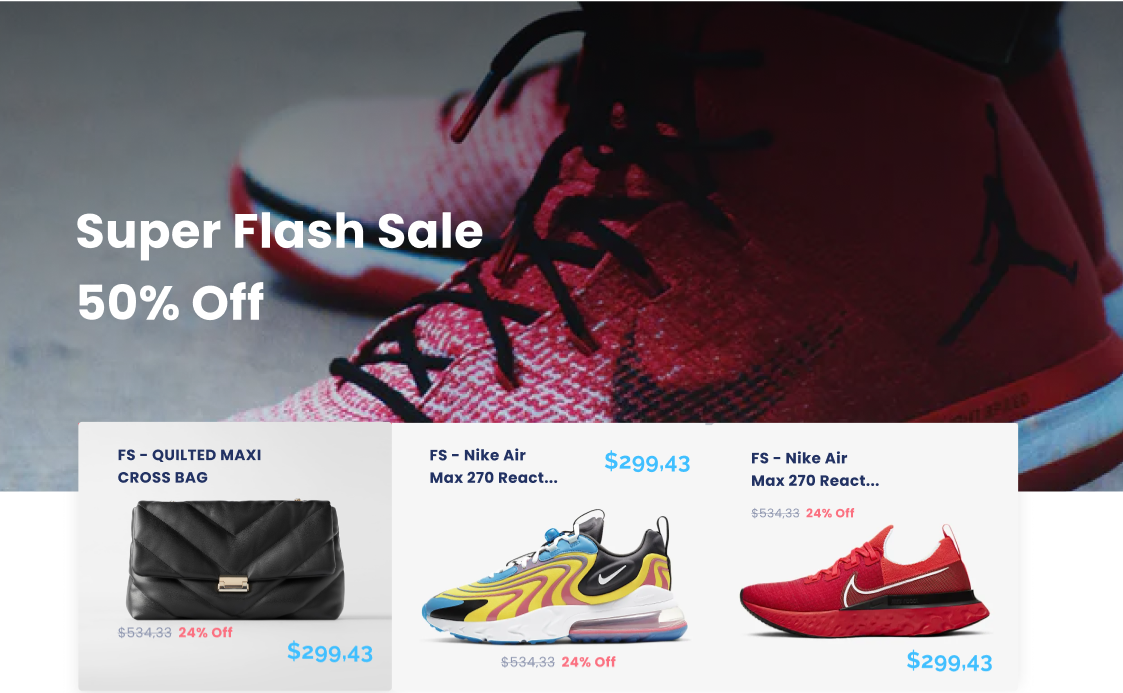 Super Flash Sale
50% Off
FS - QUILTED MAXI
CROSS BAG
$534,33 24% Off
$299,43
FS - Nike Air
Max 270 React...
$299,43
$534,33 24% Off
FS - Nike Air
Max 270 React...
$534,33 24% Off
$299,43